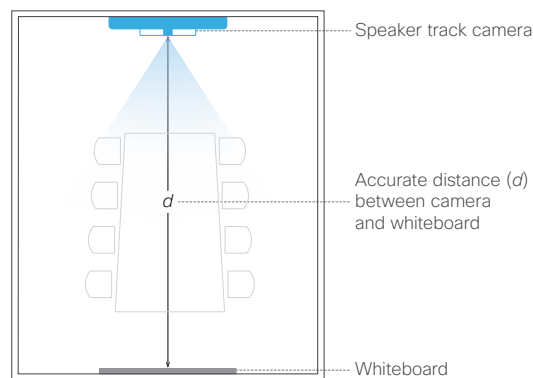 Speaker track camera
d
Accurate distance (d)
between camera
and whiteboard
Whiteboard